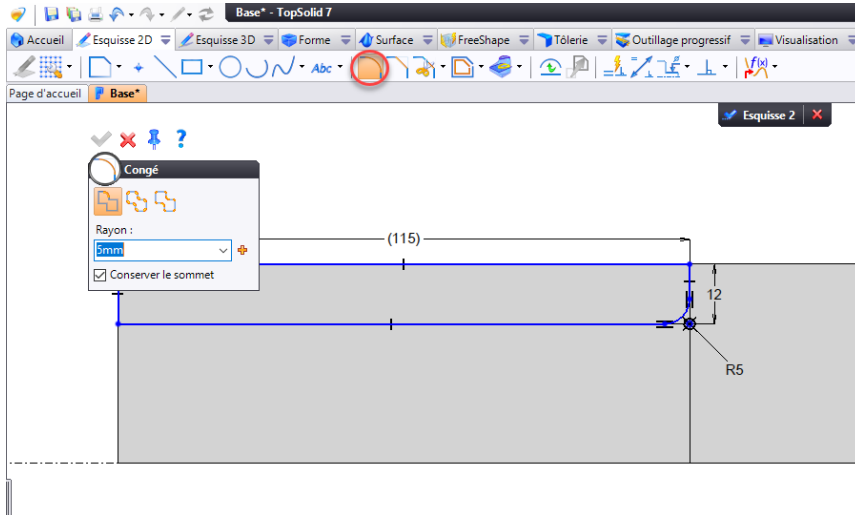 Base* - TopSolid 7
Accueil Esquisse 2D Esquisse 3D Forme Surface FreeShape Tôlerie Outillage progressif Visualisation
Abc f(x)
Page d'accueil Base*
Esquisse 2
?
Congé
Rayon :
5mm
Conserver le sommet
(115)
12
R5